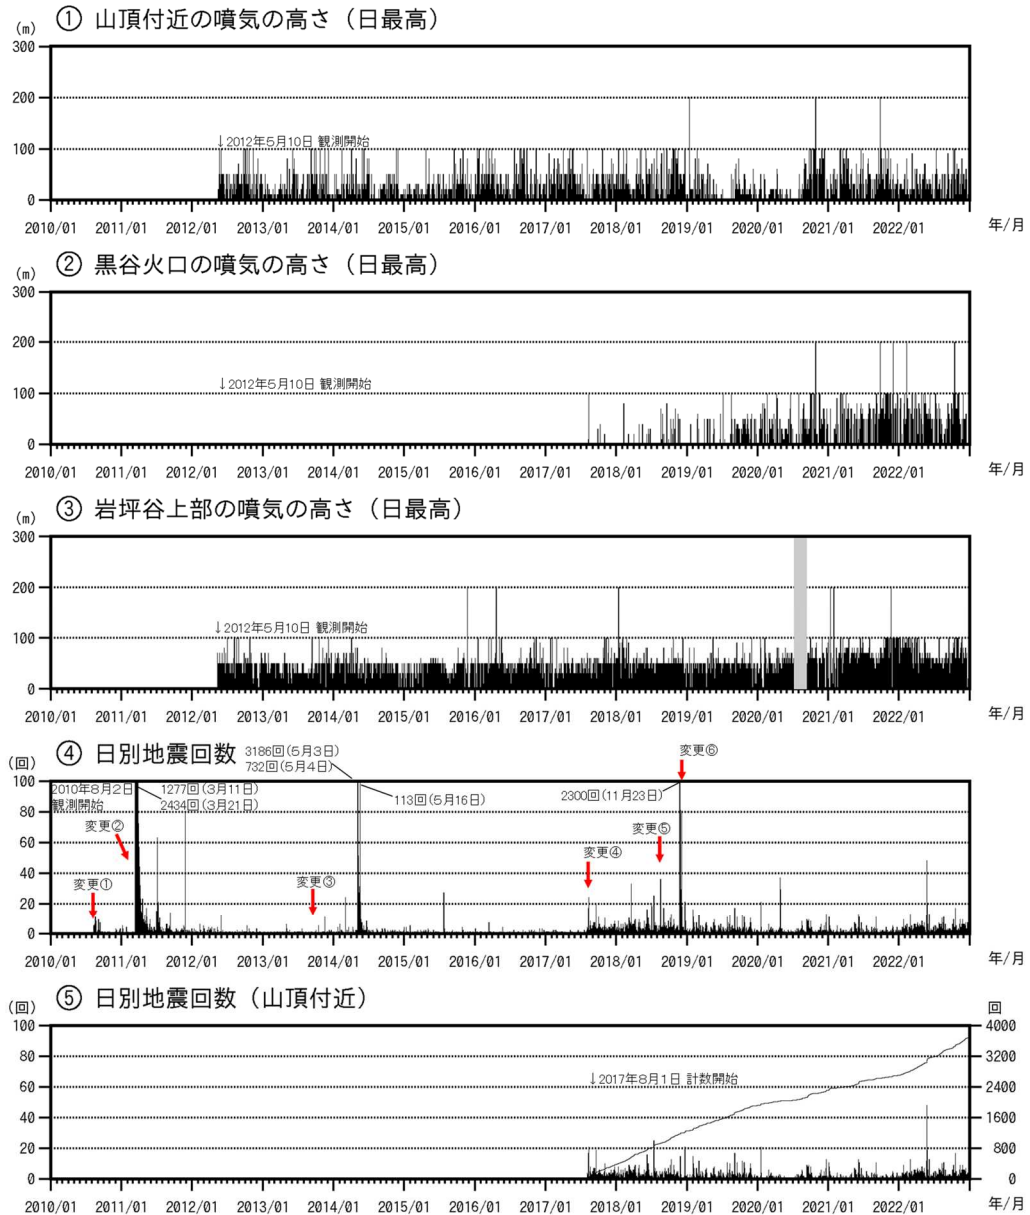 ① 山頂付近の噴気の高さ（日最高）
(m)
300
200
↓2012年5月10日 観測開始
100
0
2010/01 2011/01 2012/01 2013/01 2014/01 2015/01 2016/01 2017/01 2018/01 2019/01 2020/01 2021/01 2022/01 年/月
② 黒谷火口の噴気の高さ（日最高）
(m)
300
200
↓2012年5月10日 観測開始
100
0
2010/01 2011/01 2012/01 2013/01 2014/01 2015/01 2016/01 2017/01 2018/01 2019/01 2020/01 2021/01 2022/01 年/月
③ 岩坪谷上部の噴気の高さ（日最高）
(m)
300
200
↓2012年5月10日 観測開始
100
0
2010/01 2011/01 2012/01 2013/01 2014/01 2015/01 2016/01 2017/01 2018/01 2019/01 2020/01 2021/01 2022/01 年/月
④ 日別地震回数
(回)
3186回(5月3日)
732回(5月4日)
変更⑥
100
2010年8月2日
観測開始
1277回(3月11日)
2434回(3月21日)
113回(5月16日)
2300回(11月23日)
80
変更②
変更⑤
60
変更④
40
変更①
変更③
20
0
2010/01 2011/01 2012/01 2013/01 2014/01 2015/01 2016/01 2017/01 2018/01 2019/01 2020/01 2021/01 2022/01 年/月
⑤ 日別地震回数（山頂付近）
(回)
回
100 4000
80 3200
↓2017年8月1日 計数開始
60 2400
40 1600
20 800
0 0
2010/01 2011/01 2012/01 2013/01 2014/01 2015/01 2016/01 2017/01 2018/01 2019/01 2020/01 2021/01 2022/01 年/月